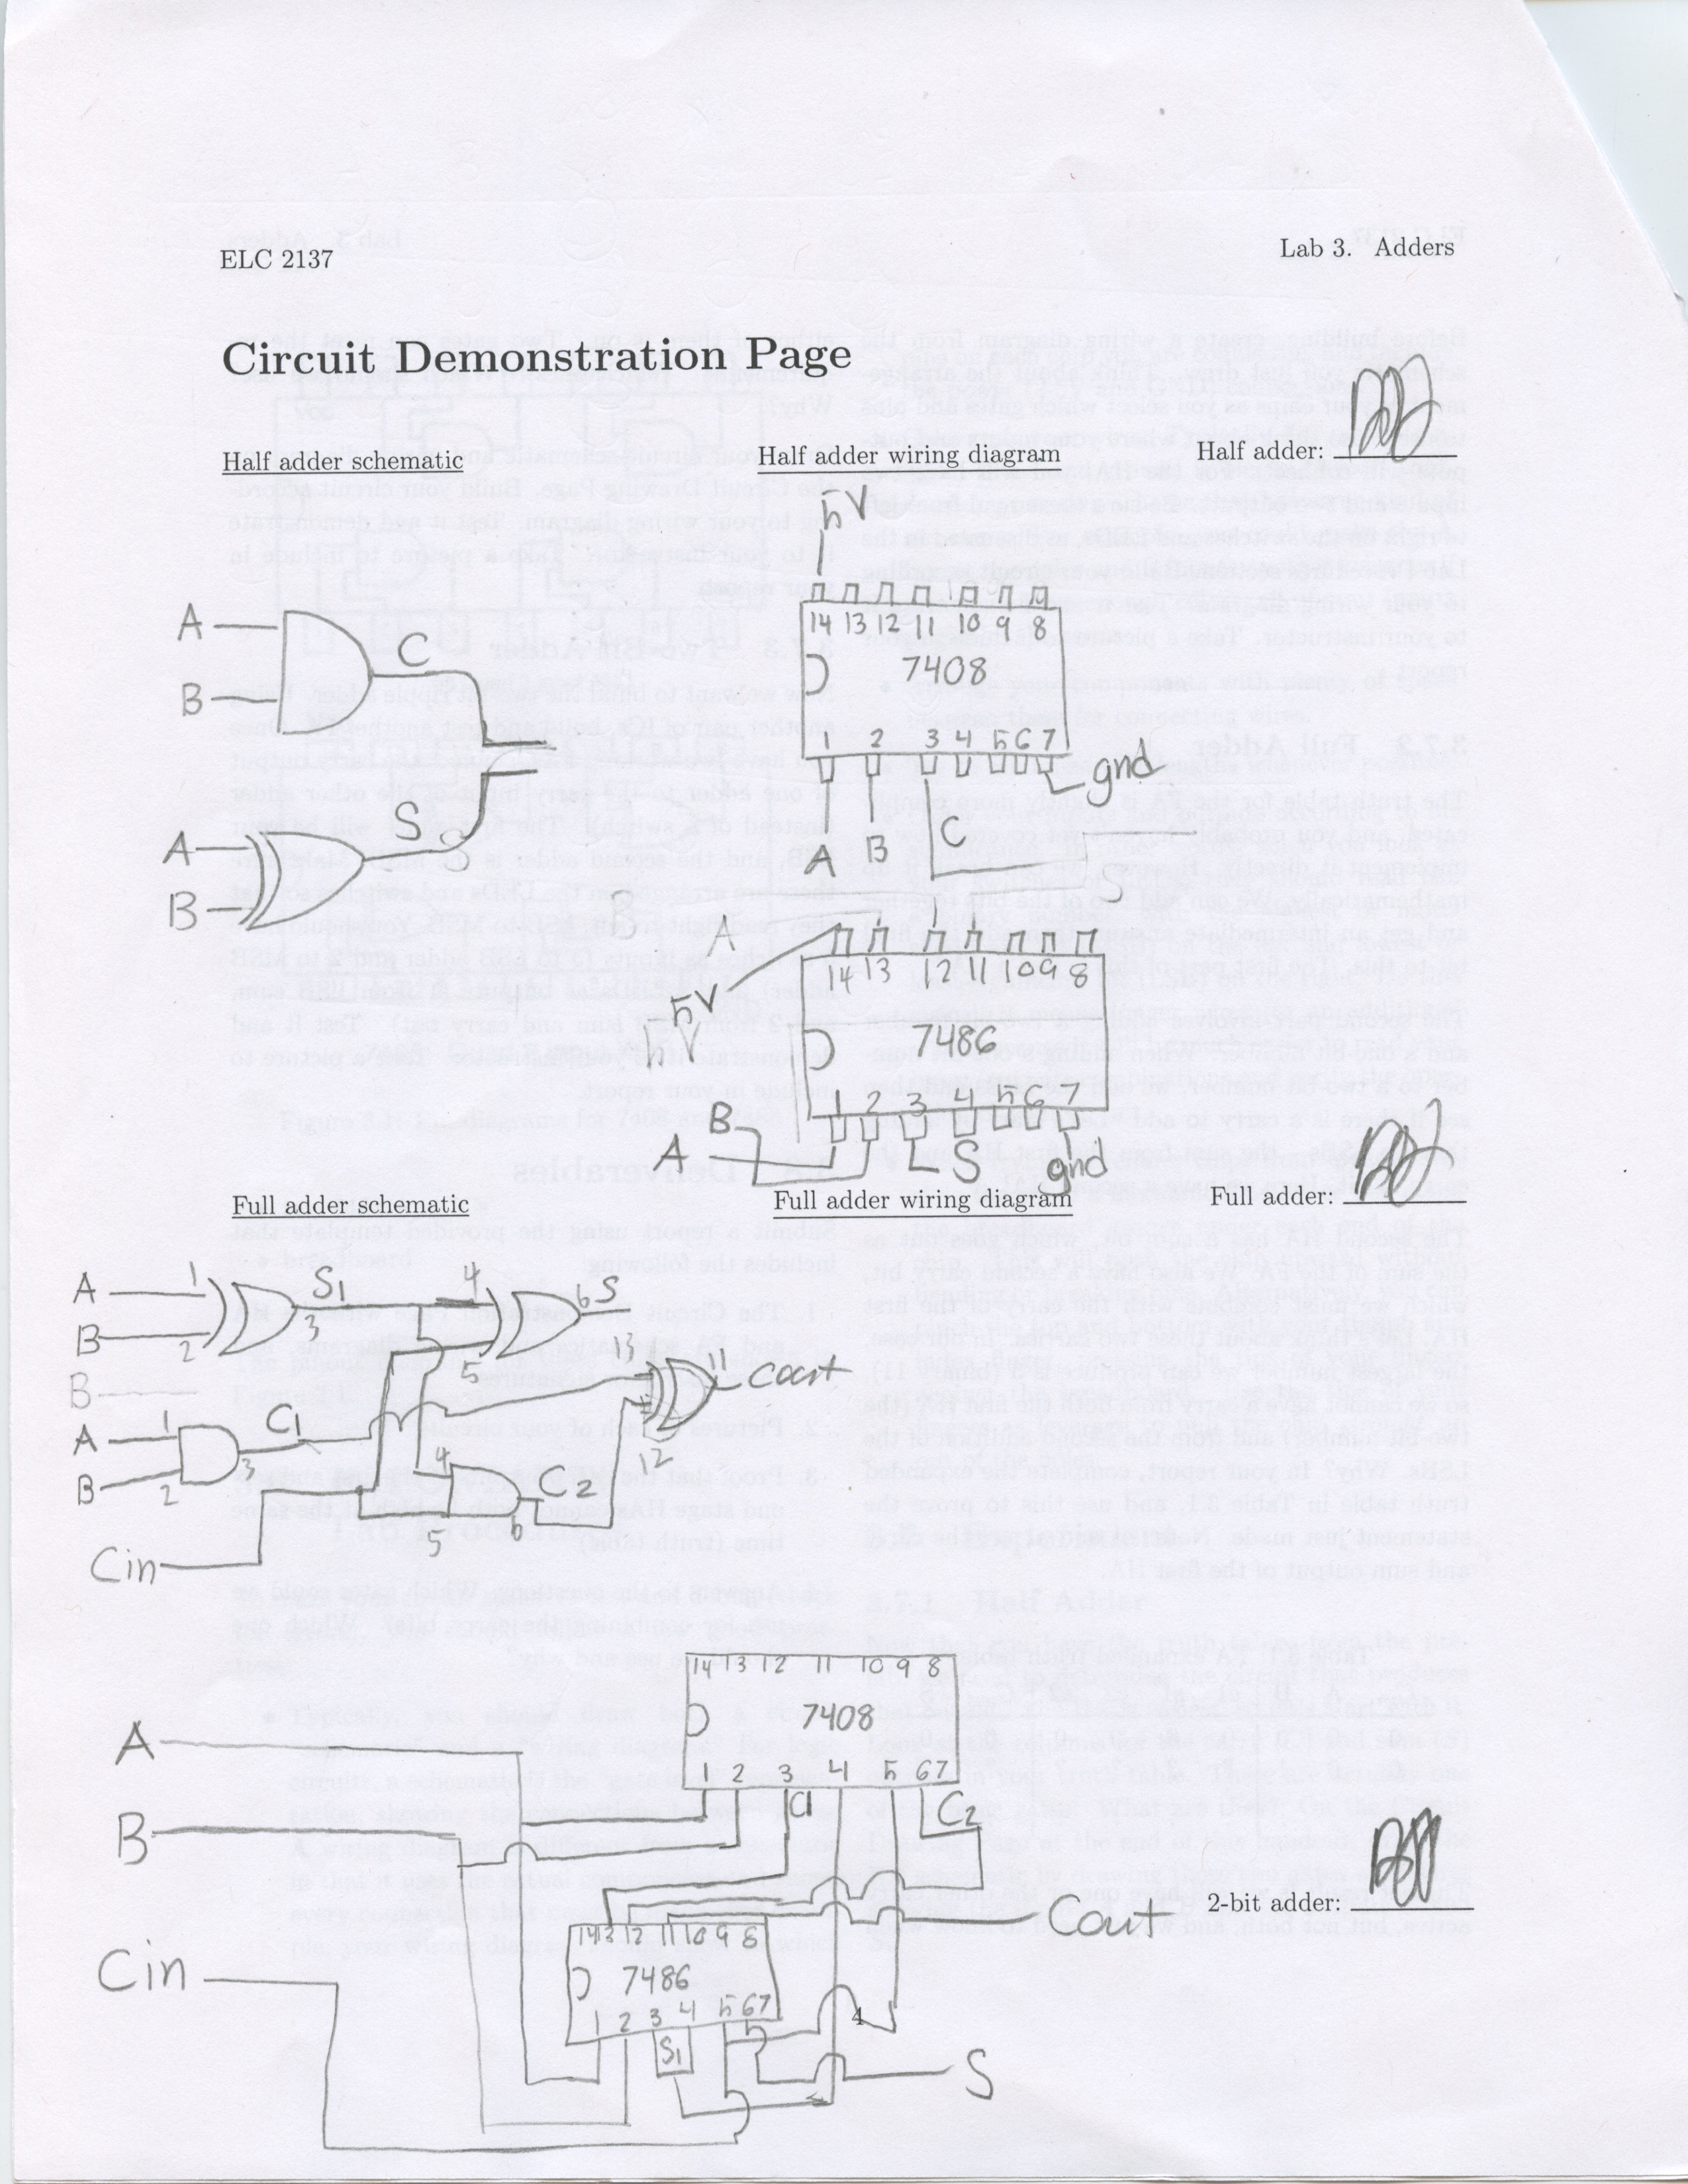 ELC 2137
Lab 3. Adders
Circuit Demonstration Page
Half adder schematic
Half adder wiring diagram
Half adder:
5V
14 13 12 11 10 9 8
7408
1 2 3 4 5 6 7
gnd
A B C
S
A
B
C
A
B
S
B
A
14 13 12 11 10 9 8
5V
7486
1 2 3 4 5 6 7
B
A
S
gnd
Full adder schematic
Full adder wiring diagram
Full adder:
A 1 S1 4 6 S
B 2 3 5 13
B
11 Cout
A 1 C1
B 2 3 4 C2 12
5 6
Cin
14 13 12 11 10 9 8
7408
1 2 3 4 5 6 7
A
C1
C2
B
Cout
2-bit adder:
14 13 12 11 10 9 8
7486
1 2 3 4 5 6 7
Cin
S1
4
S